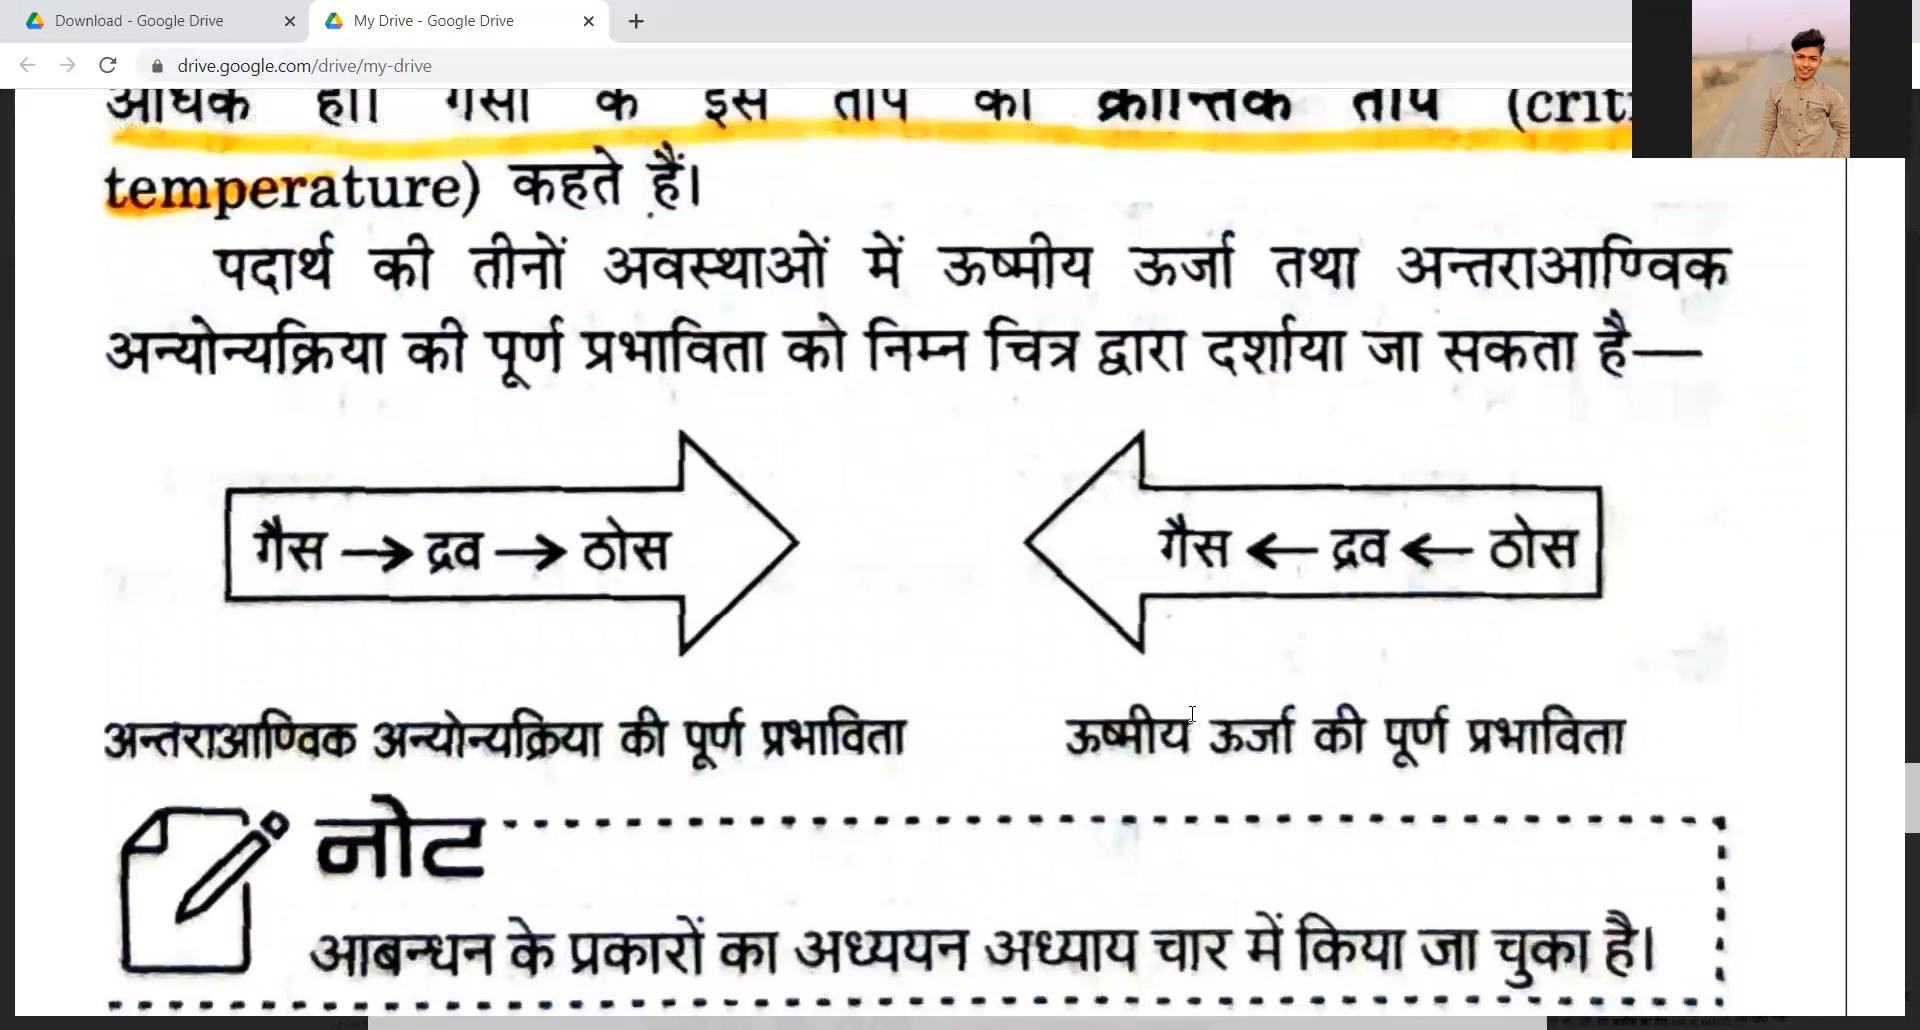 Download - Google Drive
My Drive - Google Drive
drive.google.com/drive/my-drive
अधिक हो। गैसों के इस ताप को क्रान्तिक ताप
temperature) कहते हैं।
पदार्थ की तीनों अवस्थाओं में ऊष्मीय ऊर्जा तथा अन्तराआण्विक
अन्योन्यक्रिया की पूर्ण प्रभाविता को निम्न चित्र द्वारा दर्शाया जा सकता है—
गैस → द्रव → ठोस
गैस ← द्रव ← ठोस
अन्तराआण्विक अन्योन्यक्रिया की पूर्ण प्रभाविता
ऊष्मीय ऊर्जा की पूर्ण प्रभाविता
नोट
आबन्धन के प्रकारों का अध्ययन अध्याय चार में किया जा चुका है।